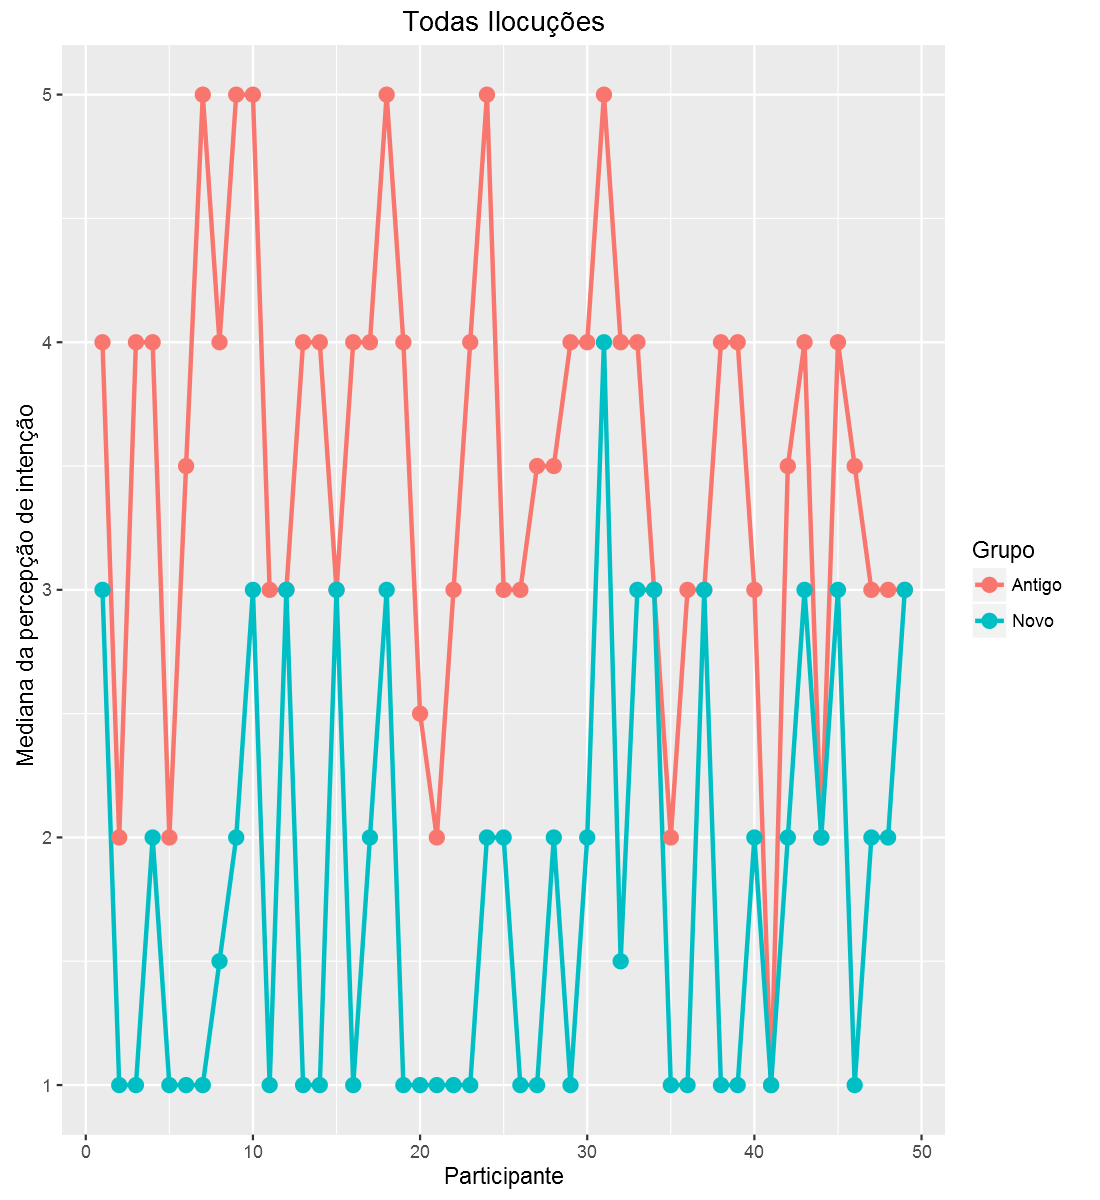 Todas Ilocuções
5
4
3
2
1
0 10 20 30 40 50
Mediana da percepção de intenção
Participante
Grupo
Antigo
Novo